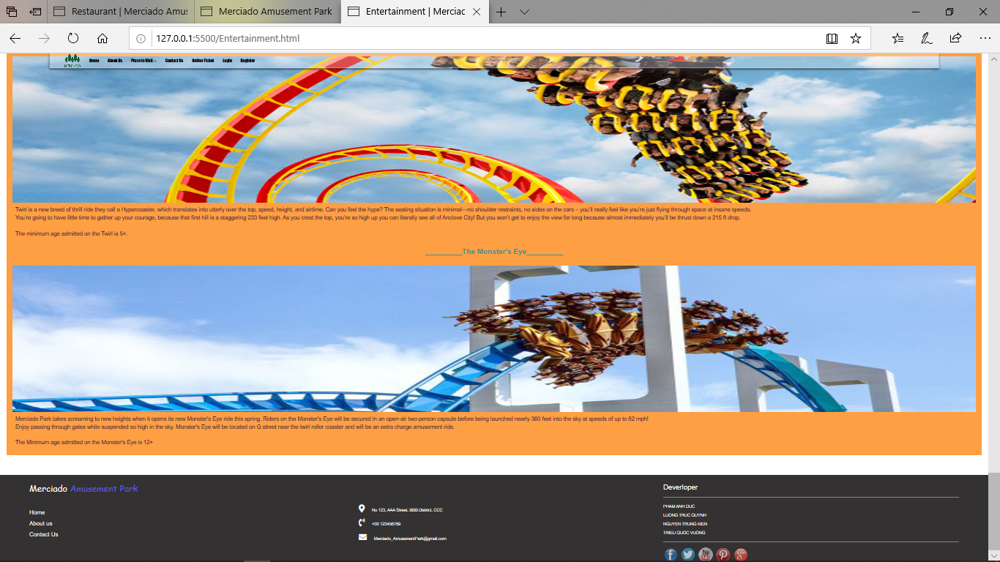 Restaurant | Merciado Amus
Merciado Amusement Park
Entertainment | Merciac
127.0.0.1:5500/Entertainment.html
MERCIADO
Home About Us Place to Visit Contact Us Online Ticket Login Register
Twirl is a new breed of thrill ride they call a Hypercoaster, which translates into utterly over the top, speed, height, and airtime. Can you feel the hype? The seating situation is minimal—no shoulder restraints, no sides on the cars – you'll really feel like you're just flying through space at insane speeds.
You're going to have little time to gather up your courage, because that first hill is a staggering 233 feet high. As you crest the top, you're so high up you can literally see all of Anclove City! But you won't get to enjoy the view for long because almost immediately you'll be thrust down a 215 ft drop.
The minimum age admitted on the Twirl is 5+.
_________The Monster's Eye_________
Merciado Park takes screaming to new heights when it opens its new Monster's Eye ride this spring. Riders on the Monster's Eye will be secured in an open-air two-person capsule before being launched nearly 360 feet into the sky at speeds of up to 62 mph!
Enjoy passing through gates while suspended so high in the sky. Monster's Eye will be located on G street near the twirl roller coaster and will be an extra charge amusement ride.
The Minimum age admitted on the Monster's Eye is 12+
Merciado Amusement Park
Home
About us
Contact Us
No 123, AAA Street, BBB District, CCC
+00 123456789
Merciado_AmusementPark@gmail.com
Deverloper
PHAM ANH DUC
LUONG TRUC QUYNH
NGUYEN TRUNG KIEN
TRIEU QUOC VUONG